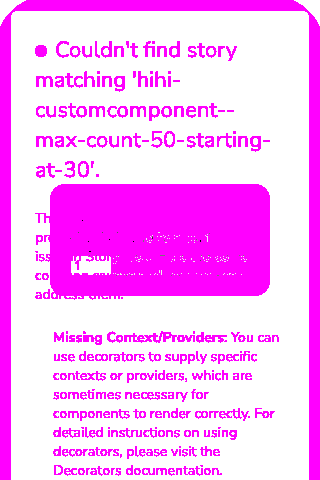 Couldn't find story
matching 'hihi-
customcomponent--
max-count-50-starting-
at-30'.
address them.
Missing Context/Providers: You can
use decorators to supply specific
contexts or providers, which are
sometimes necessary for
components to render correctly. For
detailed instructions on using
decorators, please visit the
Decorators documentation.